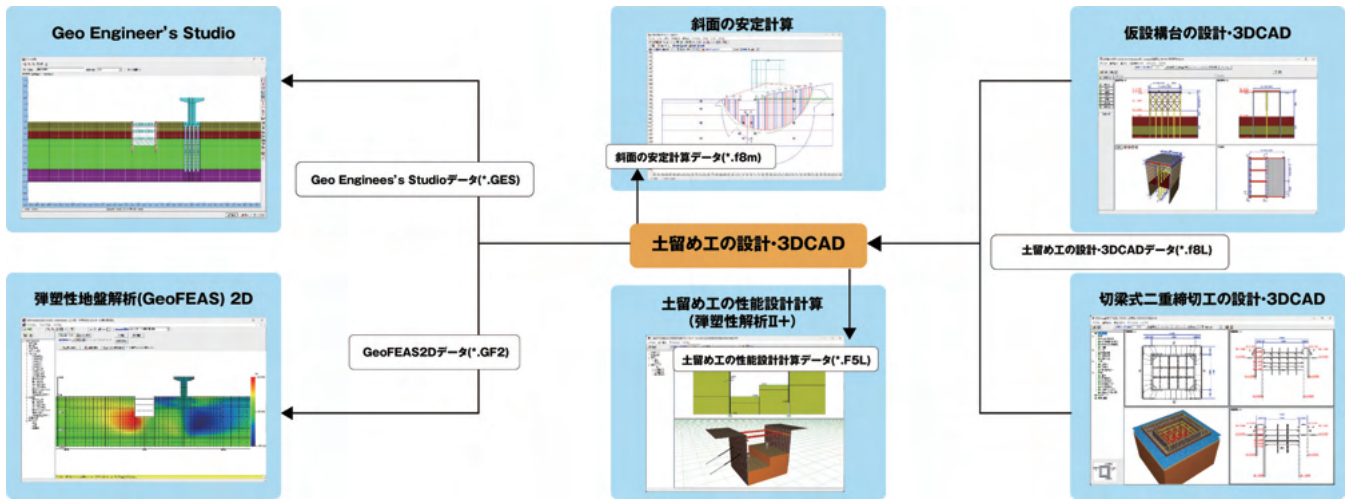 Geo Engineer's Studio
斜面の安定計算
仮設構台の設計・3DCAD
斜面の安定計算データ(*.f8m)
Geo Enginees's Studioデータ(*.GES)
土留め工の設計・3DCAD
土留め工の設計・3DCADデータ(*.f8L)
弾塑性地盤解析(GeoFEAS) 2D
土留め工の性能設計計算
(弾塑性解析II+)
切梁式二重締切工の設計・3DCAD
GeoFEAS2Dデータ(*.GF2)
土留め工の性能設計計算データ(*.F5L)